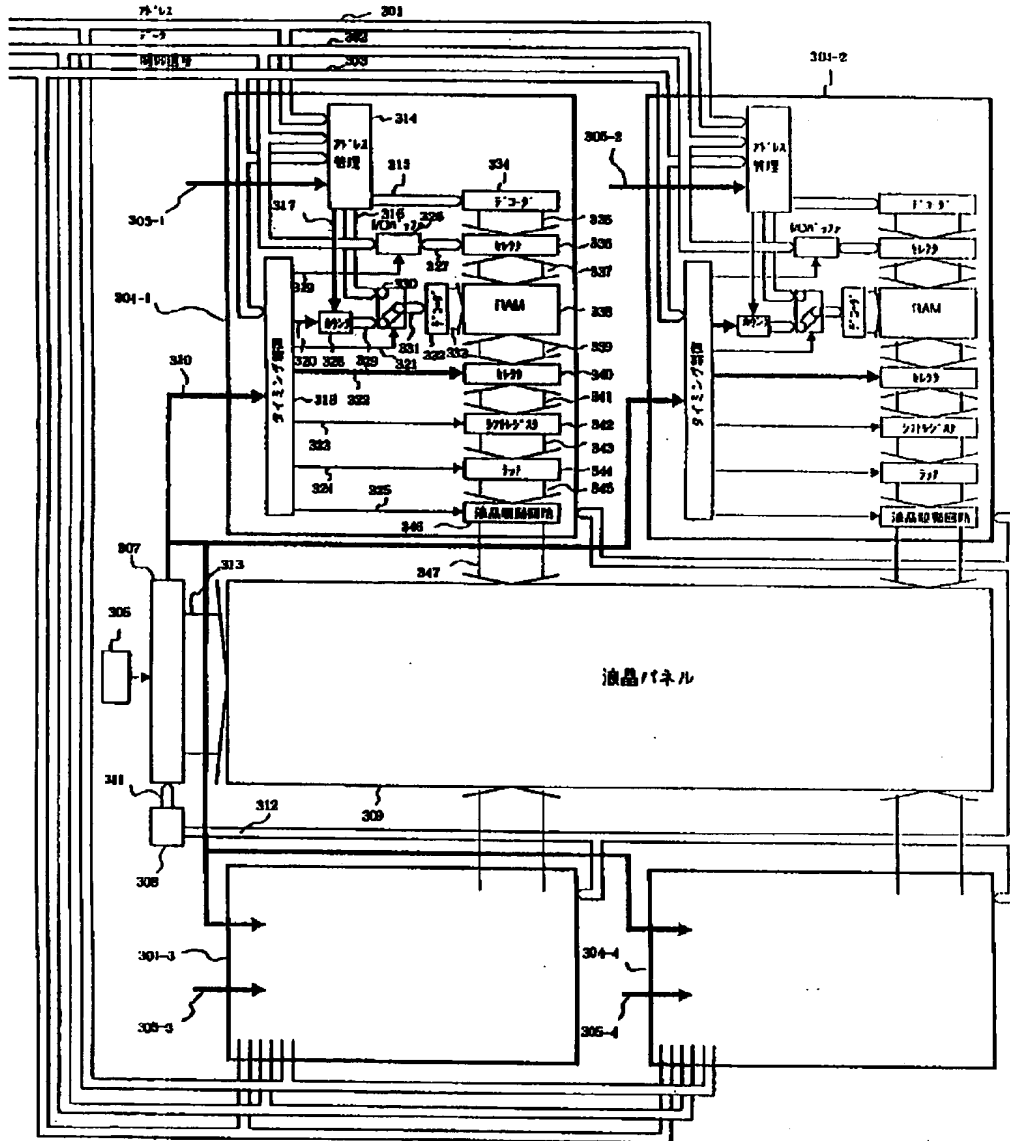 アドレス
301
データ
302
制御信号
303
301-2
314
アドレス
管理
305-2
アドレス
管理
315
334
デコーダ
デコーダ
303-1
317
316
326
335
I/Oバッファ
セレクタ
336
I/Oバッファ
セレクタ
327
337
329
330
304-1
デコーダ
RAM
338
デコーダ
RAM
カウンタ
カウンタ
320
328
329
321
331
332
333
339
310
タイミング制御
318
322
セレクタ
340
タイミング制御
セレクタ
341
323
シフトレジスタ
342
シフトレジスタ
343
324
ラッチ
344
ラッチ
325
345
346
液晶駆動回路
液晶駆動回路
307
313
347
306
液晶パネル
311
312
309
308
301-3
304-4
305-3
305-4